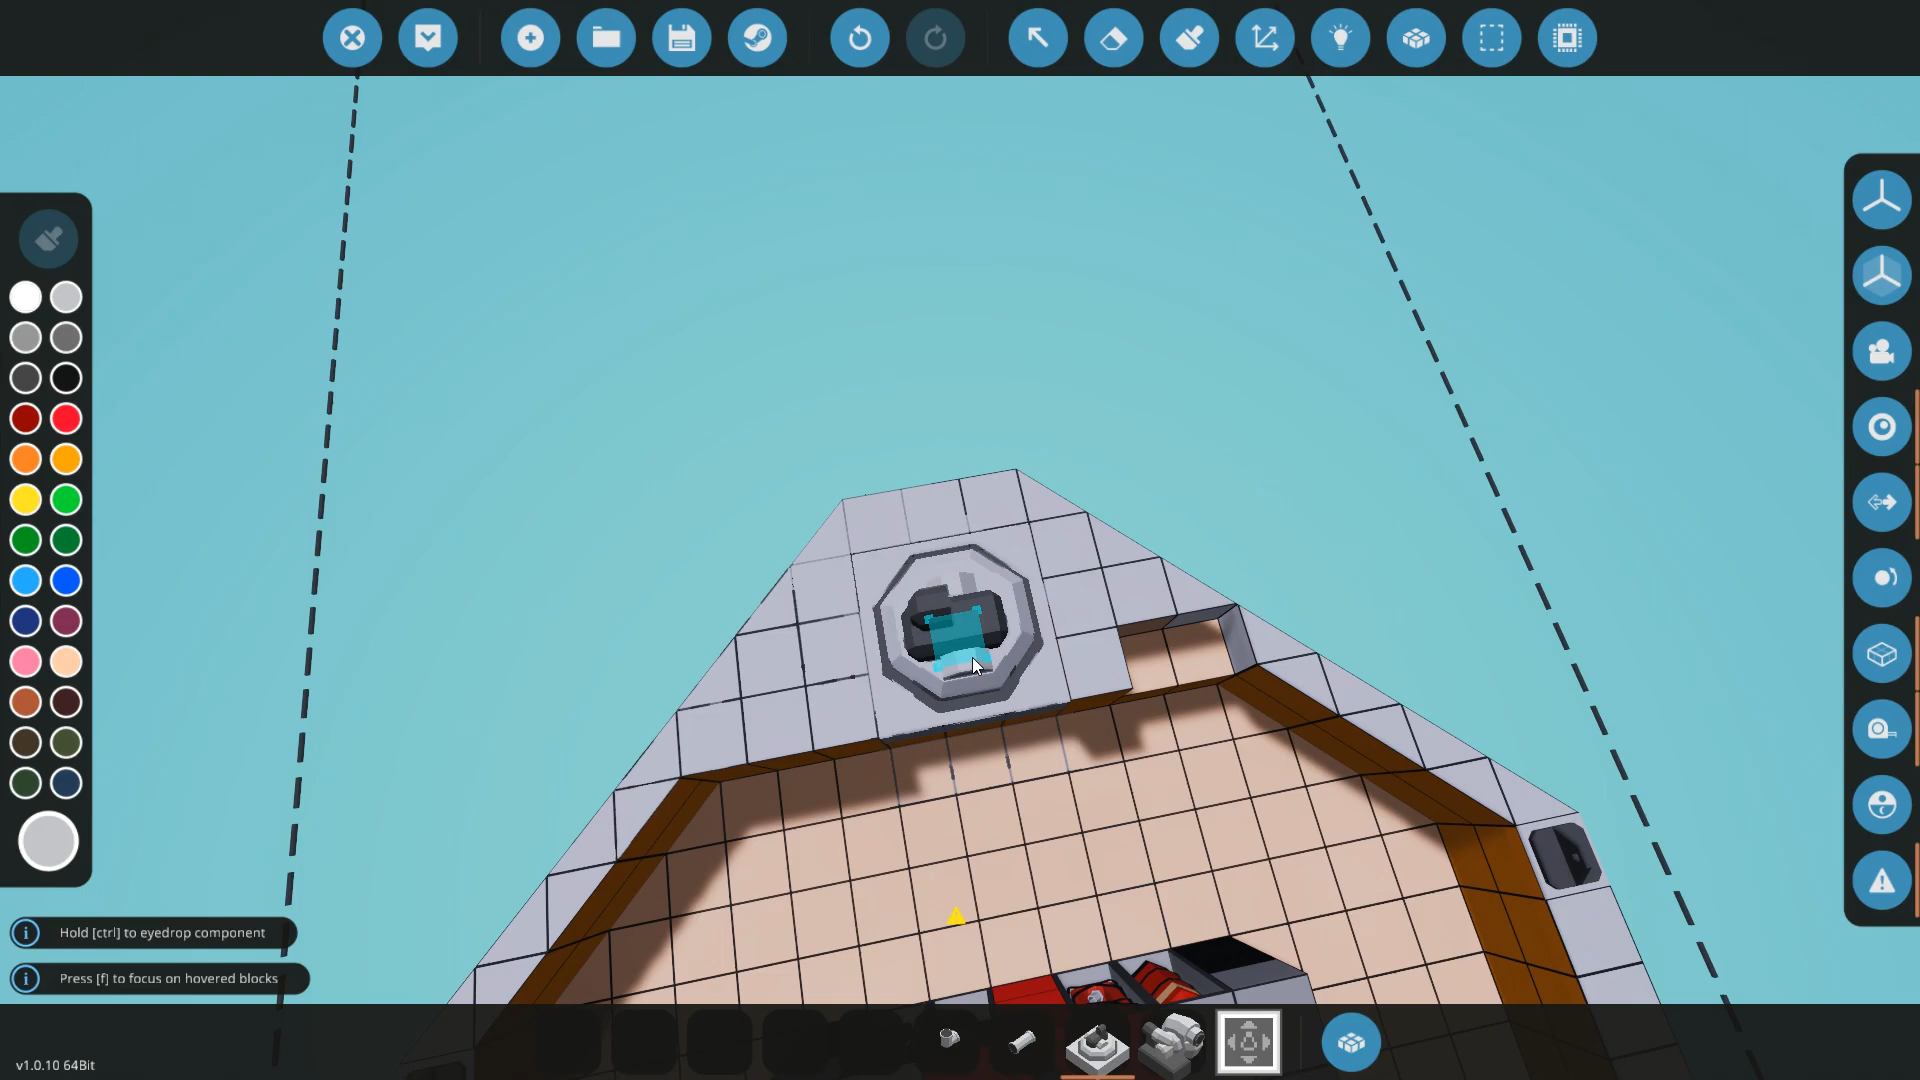 Hold [ctrl] to eyedrop component
Press [f] to focus on hovered blocks
v1.0.10 64Bit